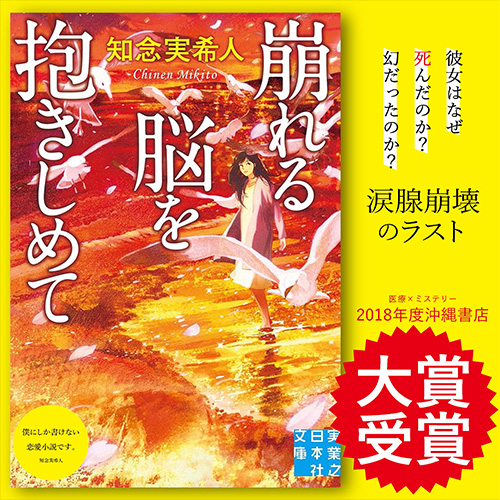 崩れる
脳を
抱きしめて
知念実希人
Chinen Mikito
僕にしか書けない
恋愛小説です。
知念実希人
実業之
日本社
文庫
彼女はなぜ
死んだのか?
幻だったのか?
涙腺崩壊
のラスト
医療×ミステリー
2018年度沖縄書店
大賞
受賞